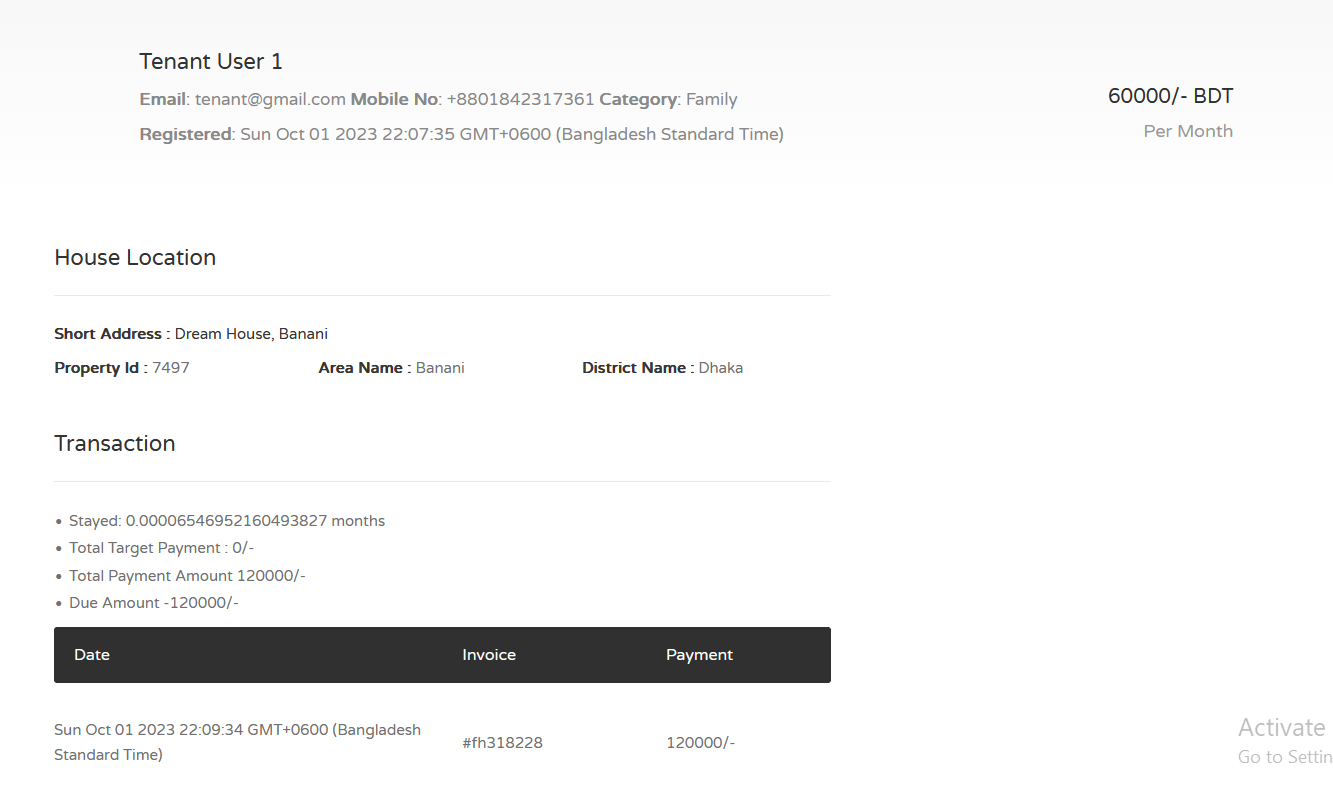 Tenant User 1
Email: tenant@gmail.com Mobile No: +8801842317361 Category: Family
Registered: Sun Oct 01 2023 22:07:35 GMT+0600 (Bangladesh Standard Time)
60000/- BDT
Per Month
House Location
Short Address : Dream House, Banani
Property Id : 7497 Area Name : Banani District Name : Dhaka
Transaction
• Stayed: 0.00006546952160493827 months
• Total Target Payment : 0/-
• Total Payment Amount 120000/-
• Due Amount -120000/-
Date Invoice Payment
Sun Oct 01 2023 22:09:34 GMT+0600 (Bangladesh
Standard Time)
#fh318228
120000/-
Activate
Go to Settin